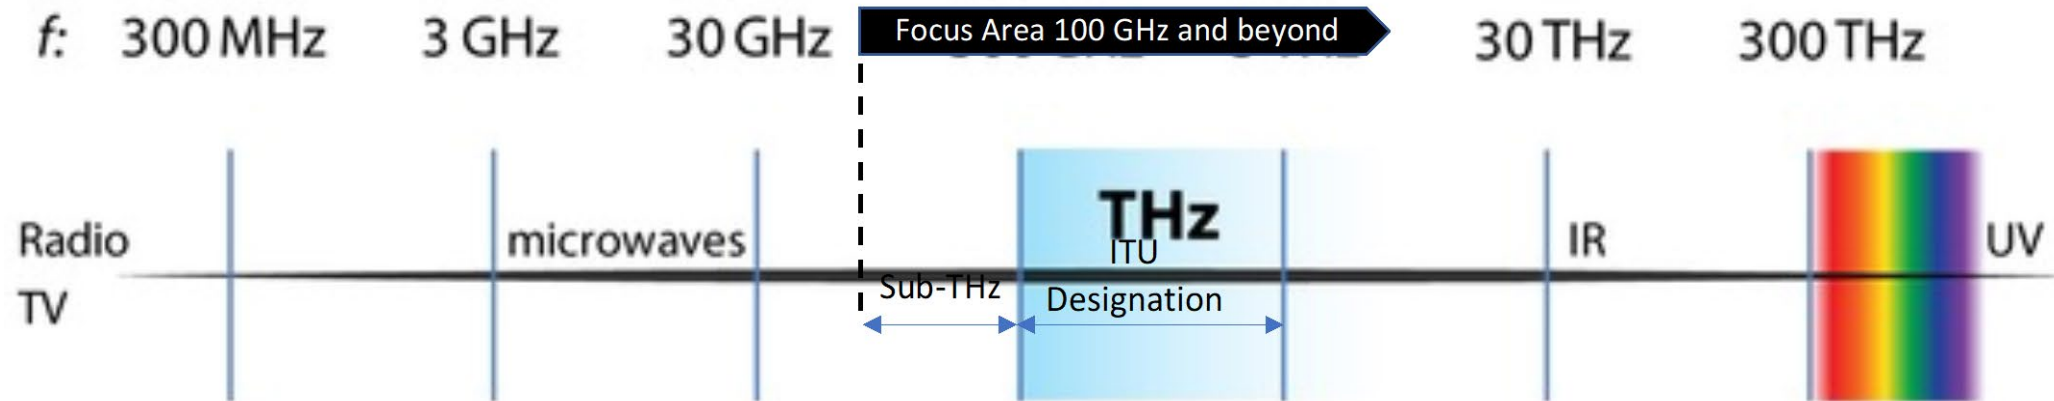 f: 300 MHz 3 GHz 30 GHz Focus Area 100 GHz and beyond 30 THz 300 THz
THz
Radio microwaves ITU IR UV
TV Sub-THz Designation